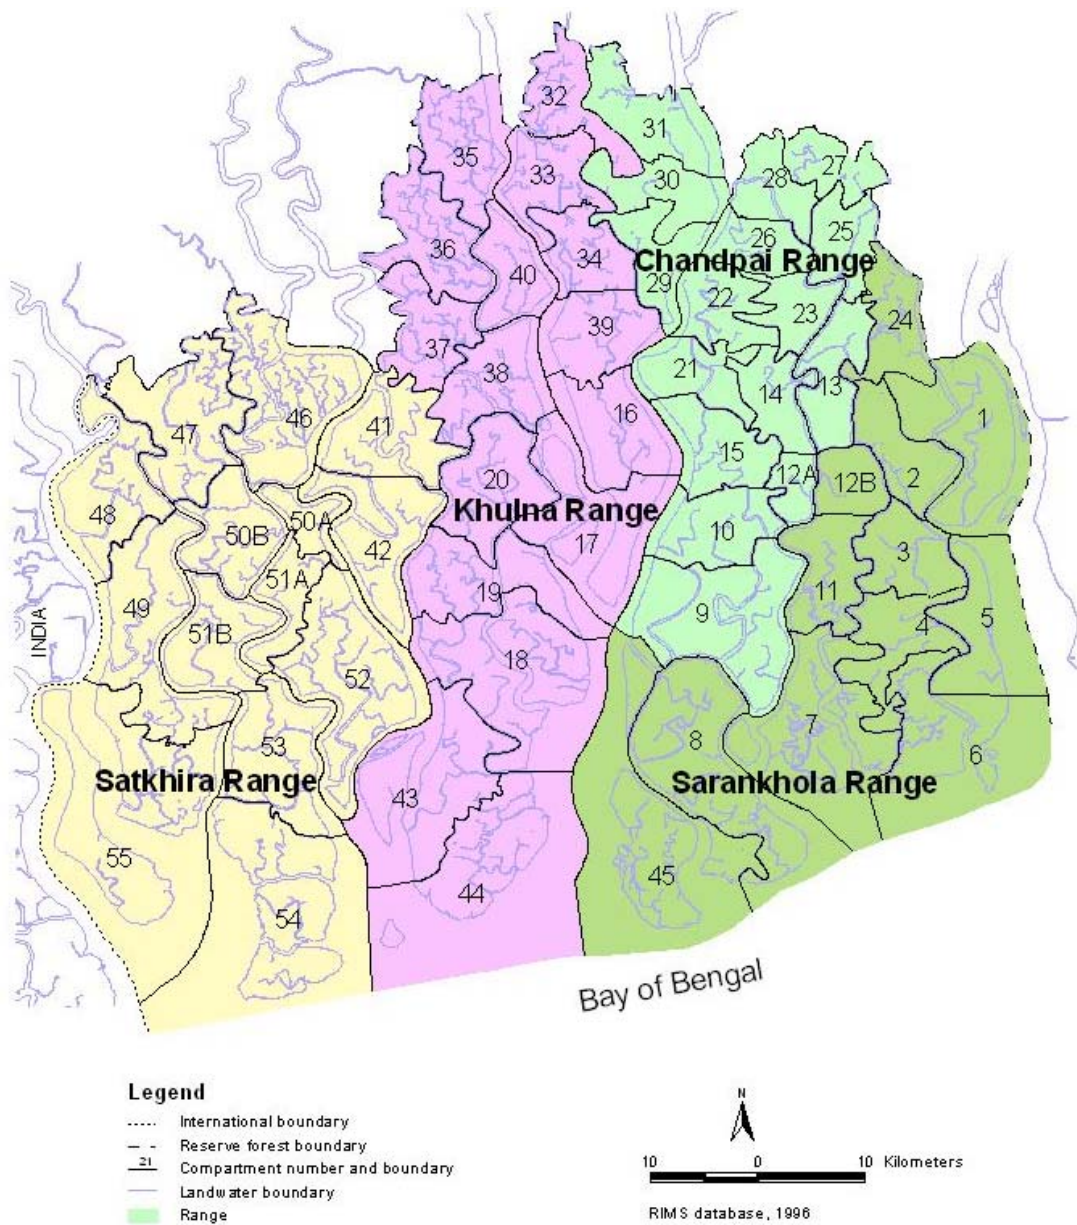 32
31
35
33
30
28
27
25
36
40
34
26
Chandpai Range
29
22
23
24
39
37
38
21
14
13
1
47
46
41
16
15
12A
12B
2
48
20
50A
Khulna Range
50B
42
17
10
3
51A
19
11
5
49
INDIA
51B
9
4
18
52
53
8
7
6
Satkhira Range
Sarankhola Range
43
55
54
44
45
Bay of Bengal
Legend
International boundary
Reserve forest boundary
21
Compartment number and boundary
Landwater boundary
Range
N
10 0 10 Kilometers
RIMS database, 1996